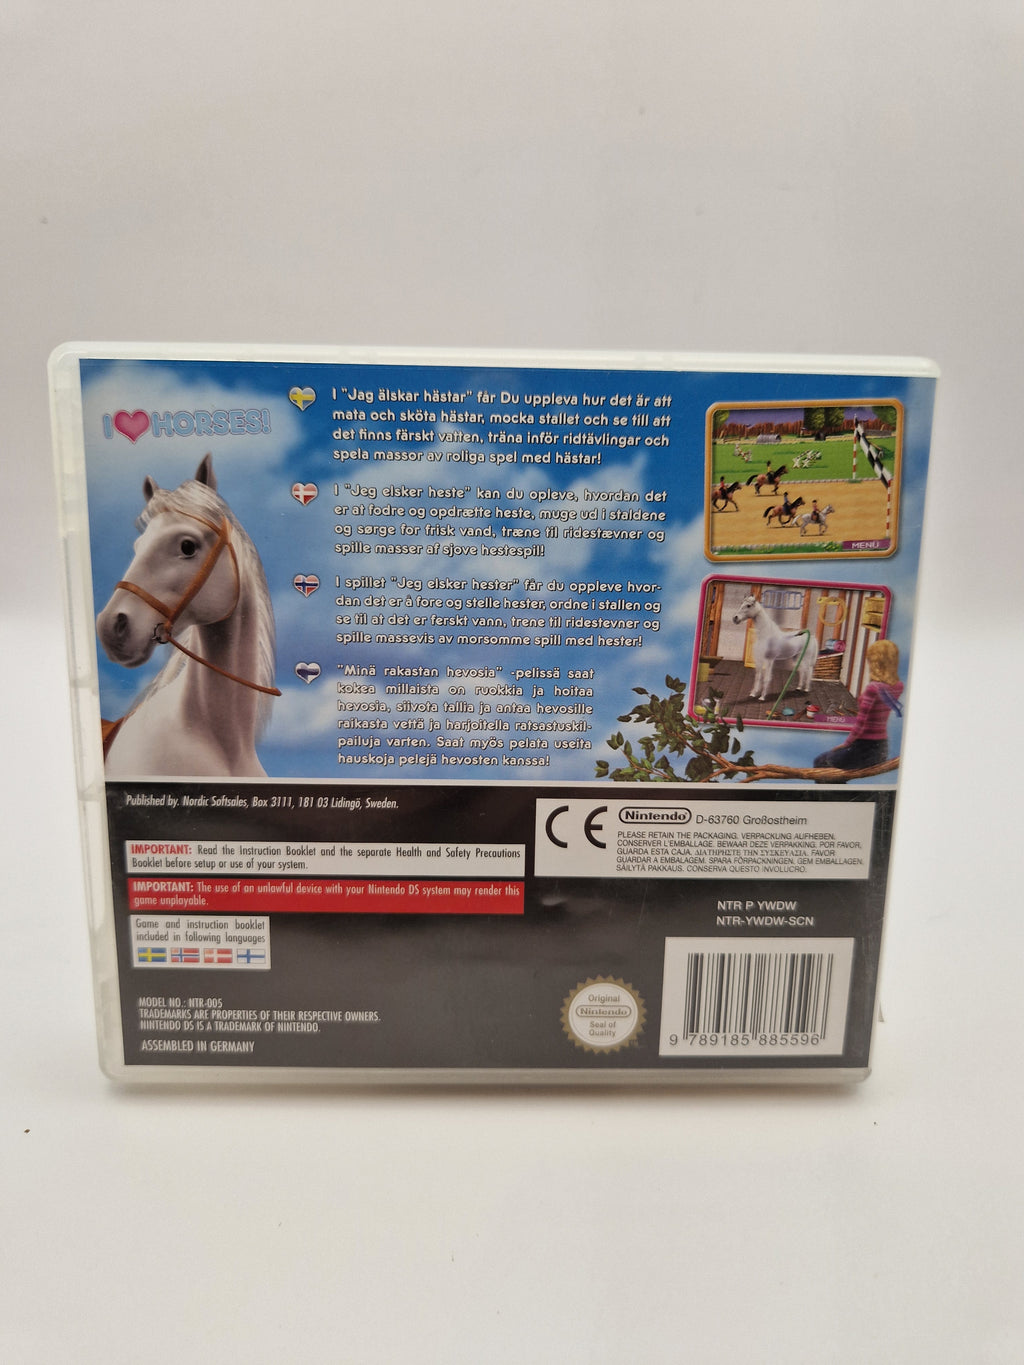 I ♥ HORSES!
I "Jag älskar hästar" får Du uppleva hur det är att
mata och sköta hästar, mocka stallet och se till att
det finns färskt vatten, träna inför ridtävlingar och
spela massor av roliga spel med hästar!
I "Jeg elsker heste" kan du opleve, hvordan det
er at fodre og opdrætte heste, muge ud i staldene
og sørge for frisk vand, træne til ridestævner og
spille masser af sjove hestespil!
I spillet "Jeg elsker hester" får du oppleve hvor-
dan det er å fore og stelle hester, ordne i stallen og
se til at det er ferskt vann, trene til ridestevner og
spille massevis av morsomme spill med hester!
"Minä rakastan hevosia" -pelissä saat
kokea millaista on ruokkia ja hoitaa
hevosia, siivota tallia ja antaa hevosille
raikasta vettä ja harjoitella ratsastuskil-
pailuja varten. Saat myös pelata useita
hauskoja pelejä hevosten kanssa!
MENU
MENU
Published by. Nordic Softsales, Box 3111, 181 03 Lidingö, Sweden.
IMPORTANT: Read the Instruction Booklet and the separate Health and Safety Precautions
Booklet before setup or use of your system.
IMPORTANT: The use of an unlawful device with your Nintendo DS system may render this
game unplayable.
Game and instruction booklet
included in following languages
MODEL NO.: NTR-005
TRADEMARKS ARE PROPERTIES OF THEIR RESPECTIVE OWNERS.
NINTENDO DS IS A TRADEMARK OF NINTENDO.
ASSEMBLED IN GERMANY
CE
Nintendo D-63760 Großostheim
PLEASE RETAIN THE PACKAGING. VERPACKUNG AUFHEBEN.
CONSERVER L'EMBALLAGE. BEWAAR DEZE VERPAKKING. POR FAVOR,
GUARDA ESTA CAJA. ΔΙΑΤΗΡΗΣΤΕ ΤΗΝ ΣΥΣΚΕΥΑΣΙΑ. FAVOR
GUARDAR A EMBALAGEM. SPARA FÖRPACKNINGEN. GEM EMBALLAGEN.
SÄILYTÄ PAKKAUS. CONSERVA QUESTO INVOLUCRO.
NTR P YWDW
NTR-YWDW-SCN
Original
Nintendo
Seal of
Quality
9 789185 885596